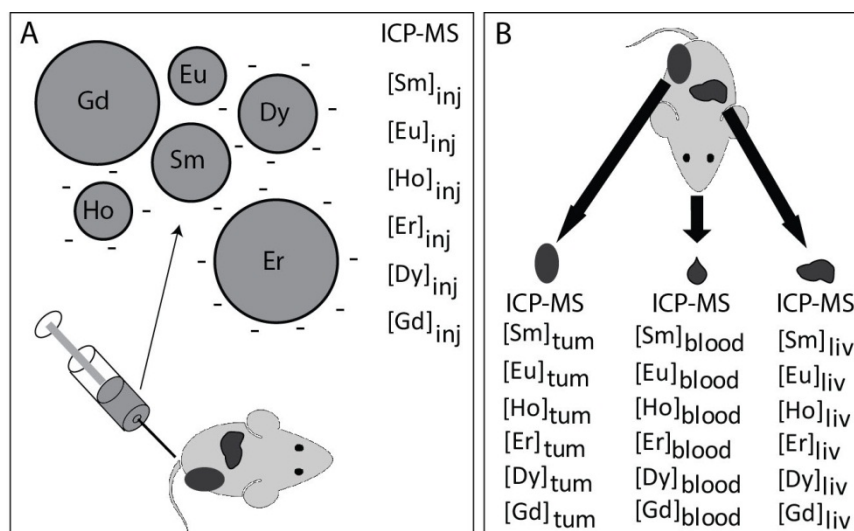 A
ICP-MS
Gd
Eu
Dy
Sm
Ho
Er
[Sm]inj
[Eu]inj
[Ho]inj
[Er]inj
[Dy]inj
[Gd]inj
B
ICP-MS ICP-MS ICP-MS
[Sm]tum [Sm]blood [Sm]liv
[Eu]tum [Eu]blood [Eu]liv
[Ho]tum [Ho]blood [Ho]liv
[Er]tum [Er]blood [Er]liv
[Dy]tum [Dy]blood [Dy]liv
[Gd]tum [Gd]blood [Gd]liv